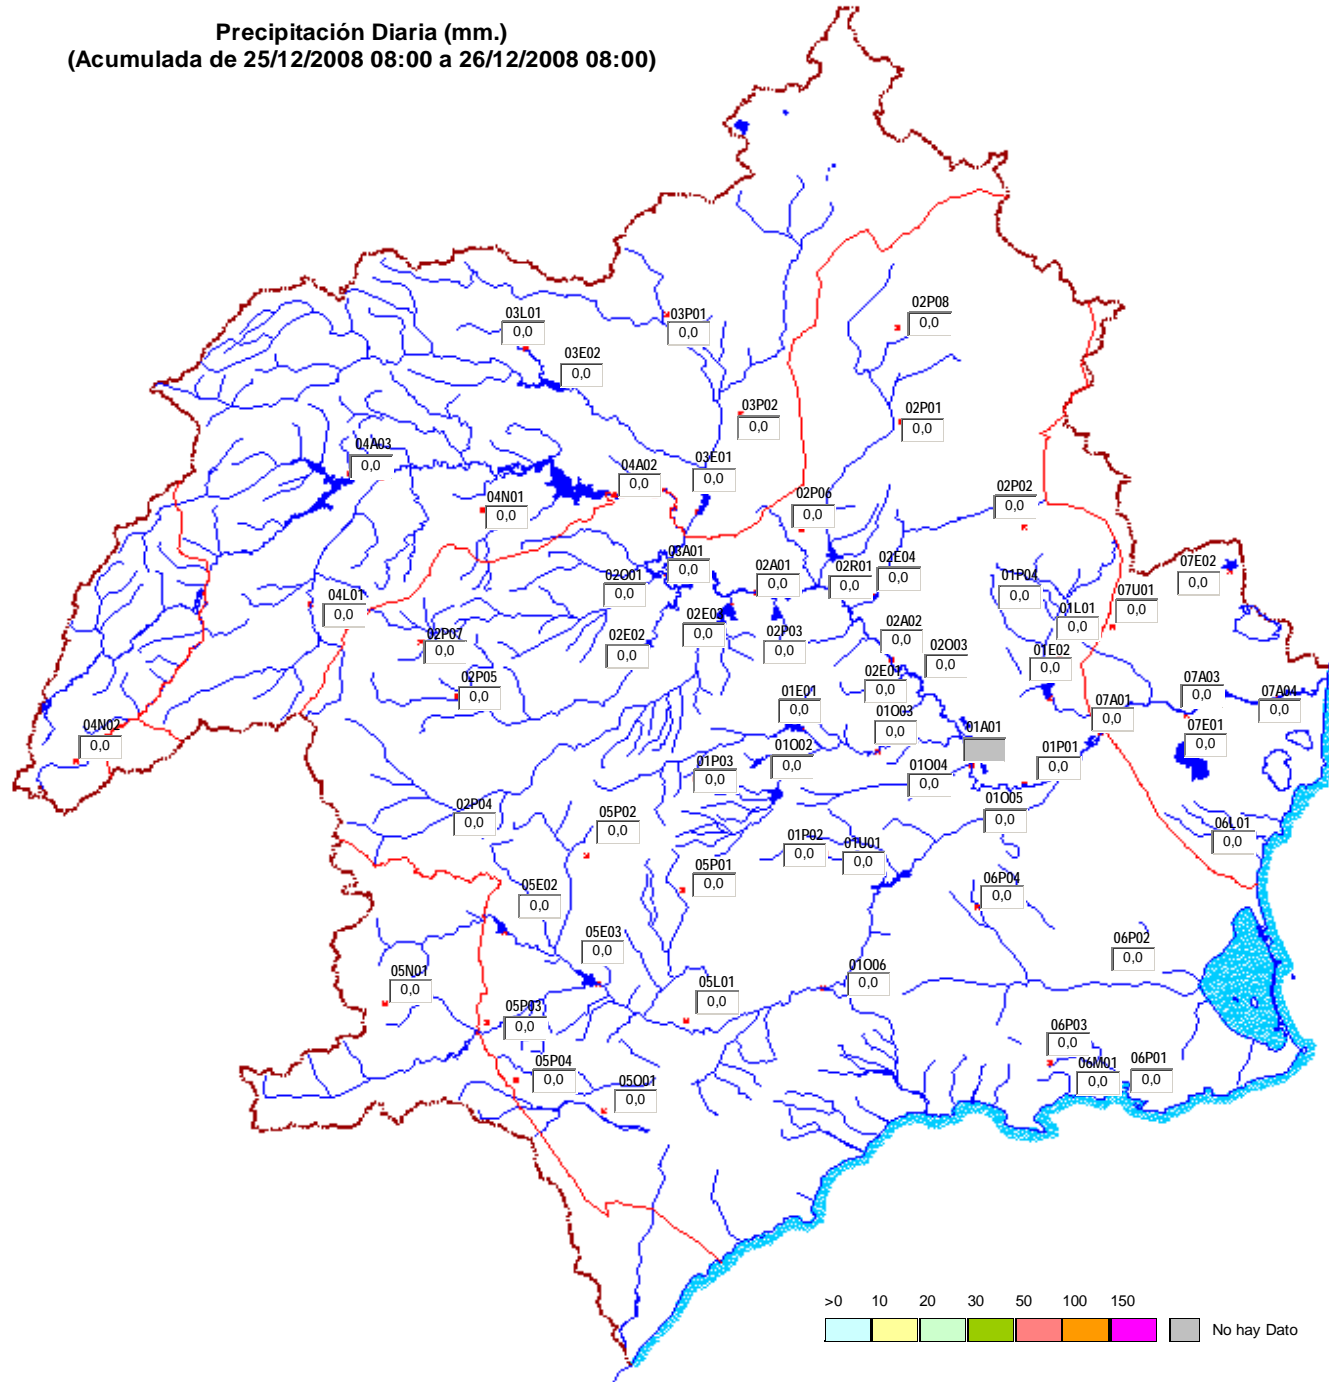 Precipitación Diaria (mm.)
(Acumulada de 25/12/2008 08:00 a 26/12/2008 08:00)
02P08
0,0
03L01
0,0
03P01
0,0
03E02
0,0
03P02
0,0
02P01
0,0
04A03
0,0
04A02
0,0
03E01
0,0
04N01
0,0
02P06
0,0
02P02
0,0
03A01
0,0
02O01
0,0
02A01
0,0
02R01
0,0
02E04
0,0
07E02
0,0
01P04
0,0
07U01
0,0
04L01
0,0
01L01
0,0
02E03
0,0
02P07
0,0
02E02
0,0
02P03
0,0
02A02
0,0
02O03
0,0
01E02
0,0
02P05
0,0
02E01
0,0
01E01
0,0
07A03
0,0
07A04
0,0
07A01
0,0
01O03
0,0
04N02
0,0
01A01
07E01
0,0
01O02
0,0
01P01
0,0
01P03
0,0
01O04
0,0
01O05
0,0
02P04
0,0
05P02
0,0
06L01
0,0
01P02
0,0
01U01
0,0
05P01
0,0
06P04
0,0
05E02
0,0
06P02
0,0
05E03
0,0
05N01
0,0
01O06
0,0
05L01
0,0
05P03
0,0
06P03
0,0
05P04
0,0
06M01
0,0
06P01
0,0
05O01
0,0
>0 10 20 30 50 100 150
No hay Dato